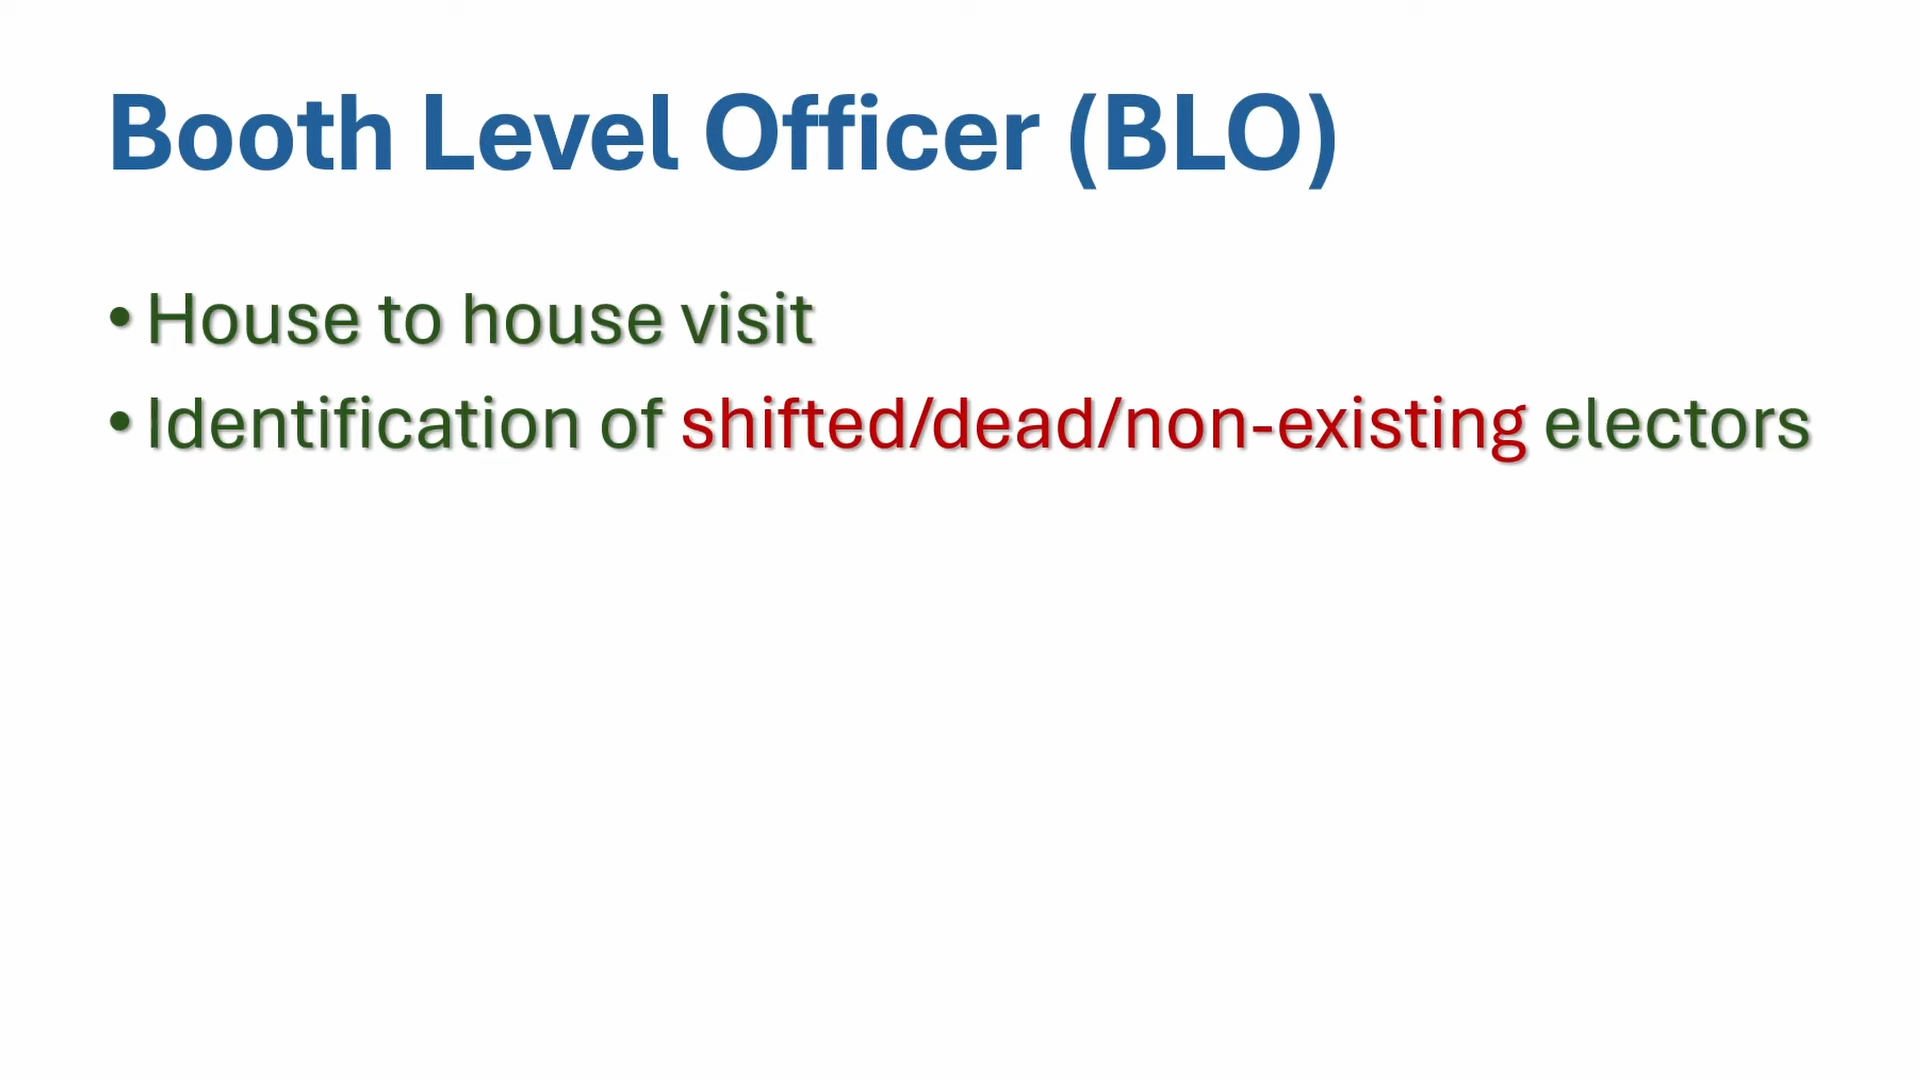 Booth Level Officer (BLO)
• House to house visit
• Identification of shifted/dead/non-existing electors